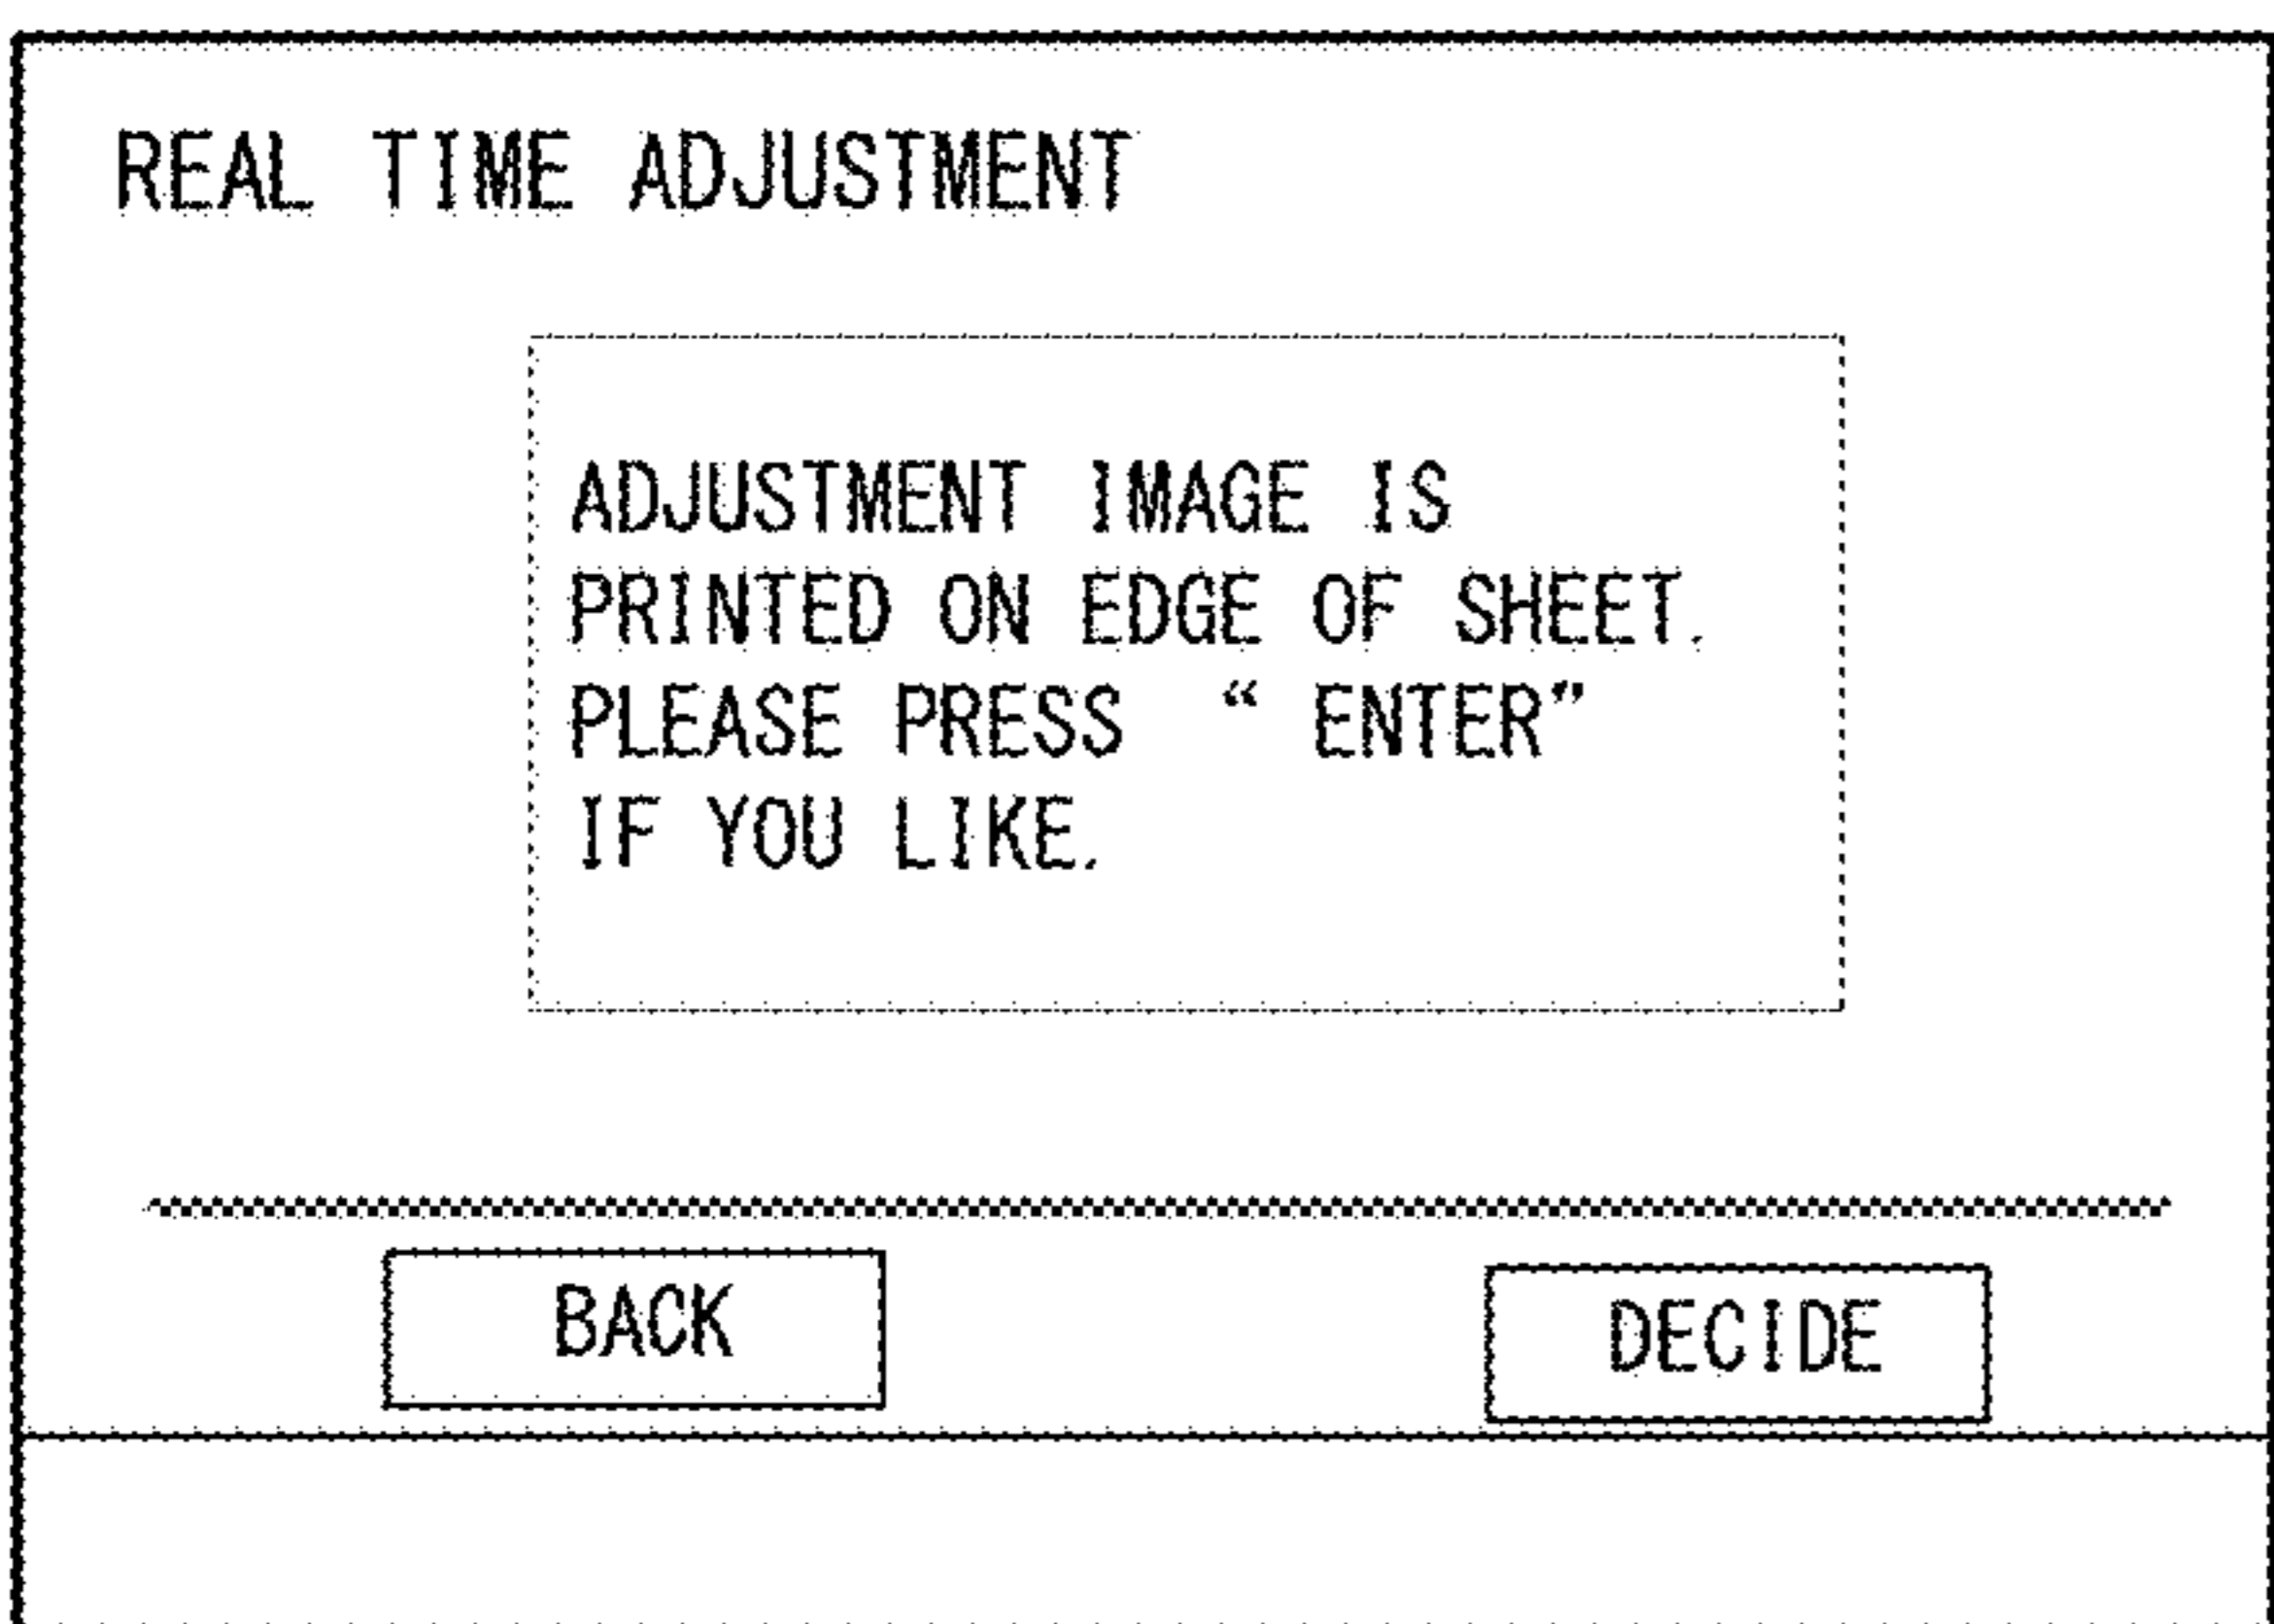 REAL TIME ADJUSTMENT
ADJUSTMENT IMAGE IS
PRINTED ON EDGE OF SHEET.
PLEASE PRESS “ ENTER”
IF YOU LIKE.
BACK
DECIDE